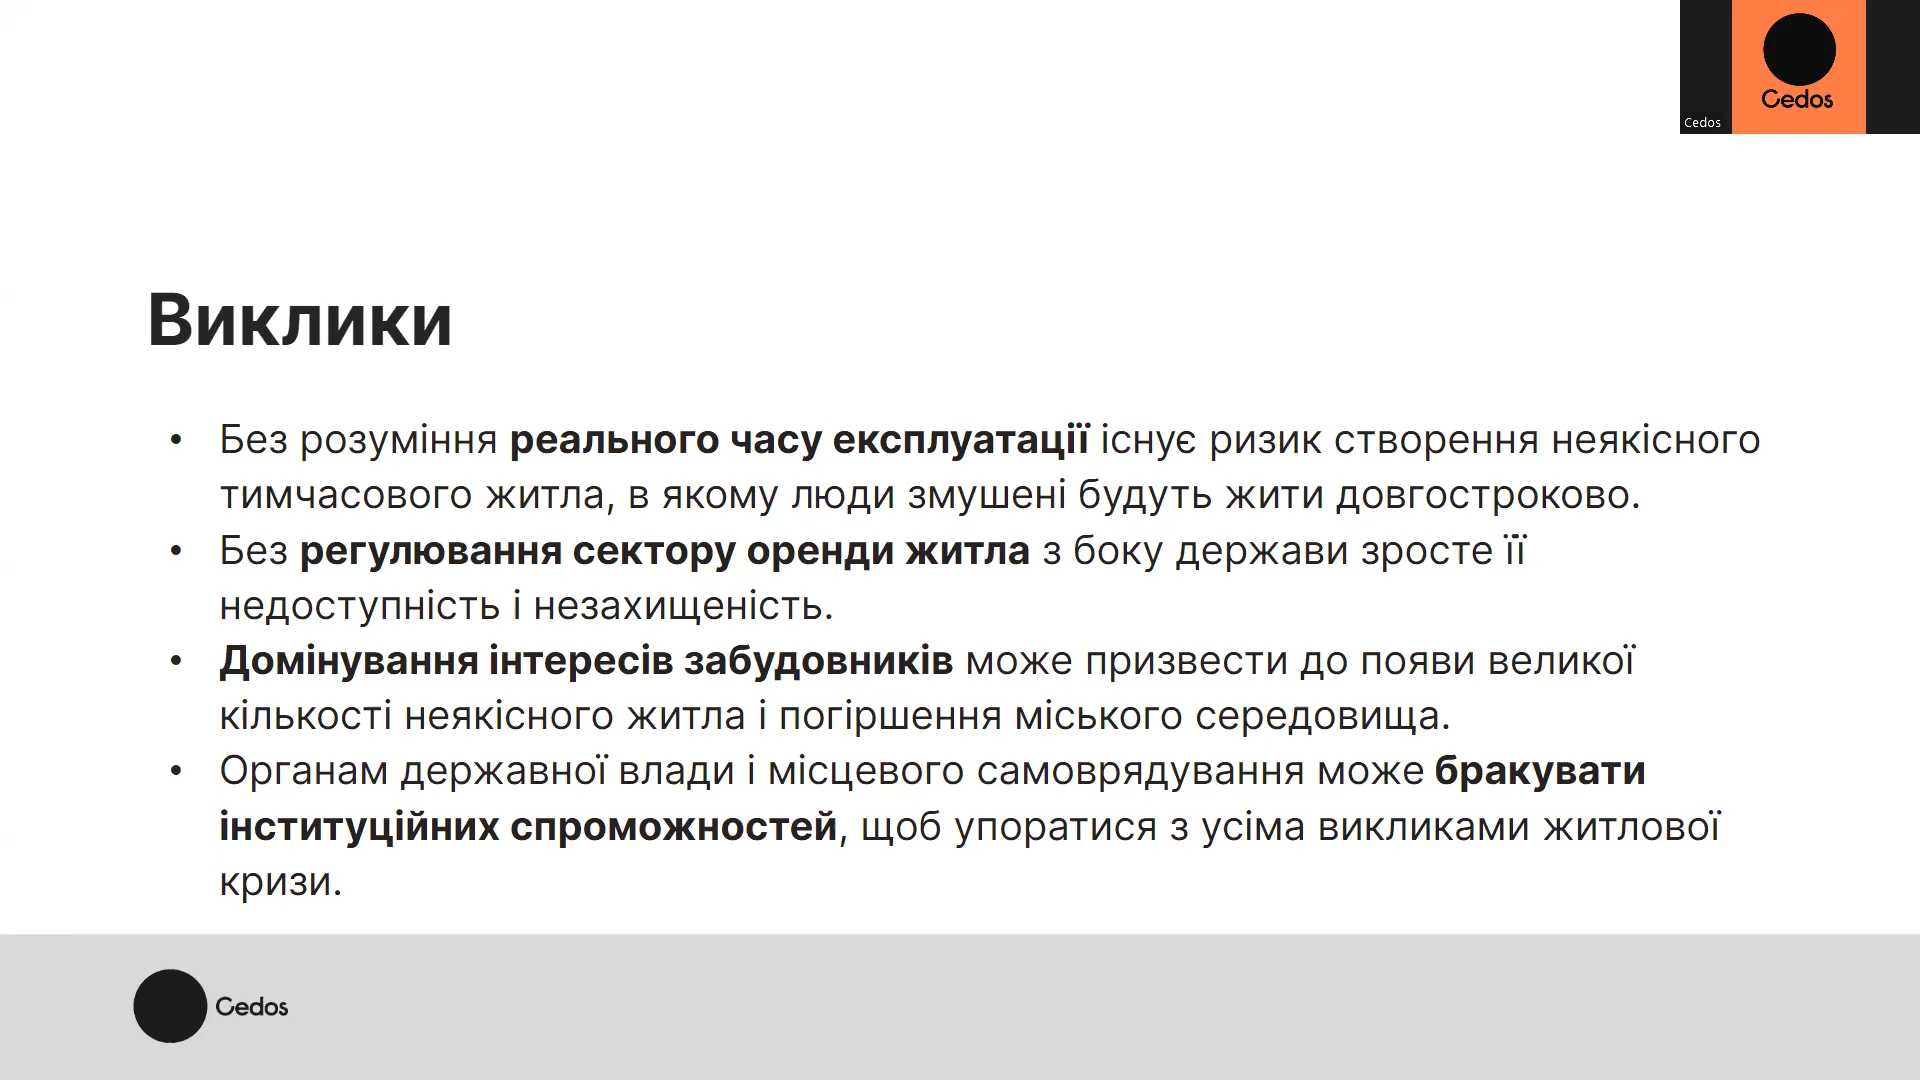 Cedos
Cedos
Виклики
• Без розуміння реального часу експлуатації існує ризик створення неякісного
тимчасового житла, в якому люди змушені будуть жити довгостроково.
• Без регулювання сектору оренди житла з боку держави зросте її
недоступність і незахищеність.
• Домінування інтересів забудовників може призвести до появи великої
кількості неякісного житла і погіршення міського середовища.
• Органам державної влади і місцевого самоврядування може бракувати
інституційних спроможностей, щоб упоратися з усіма викликами житлової
кризи.
Cedos